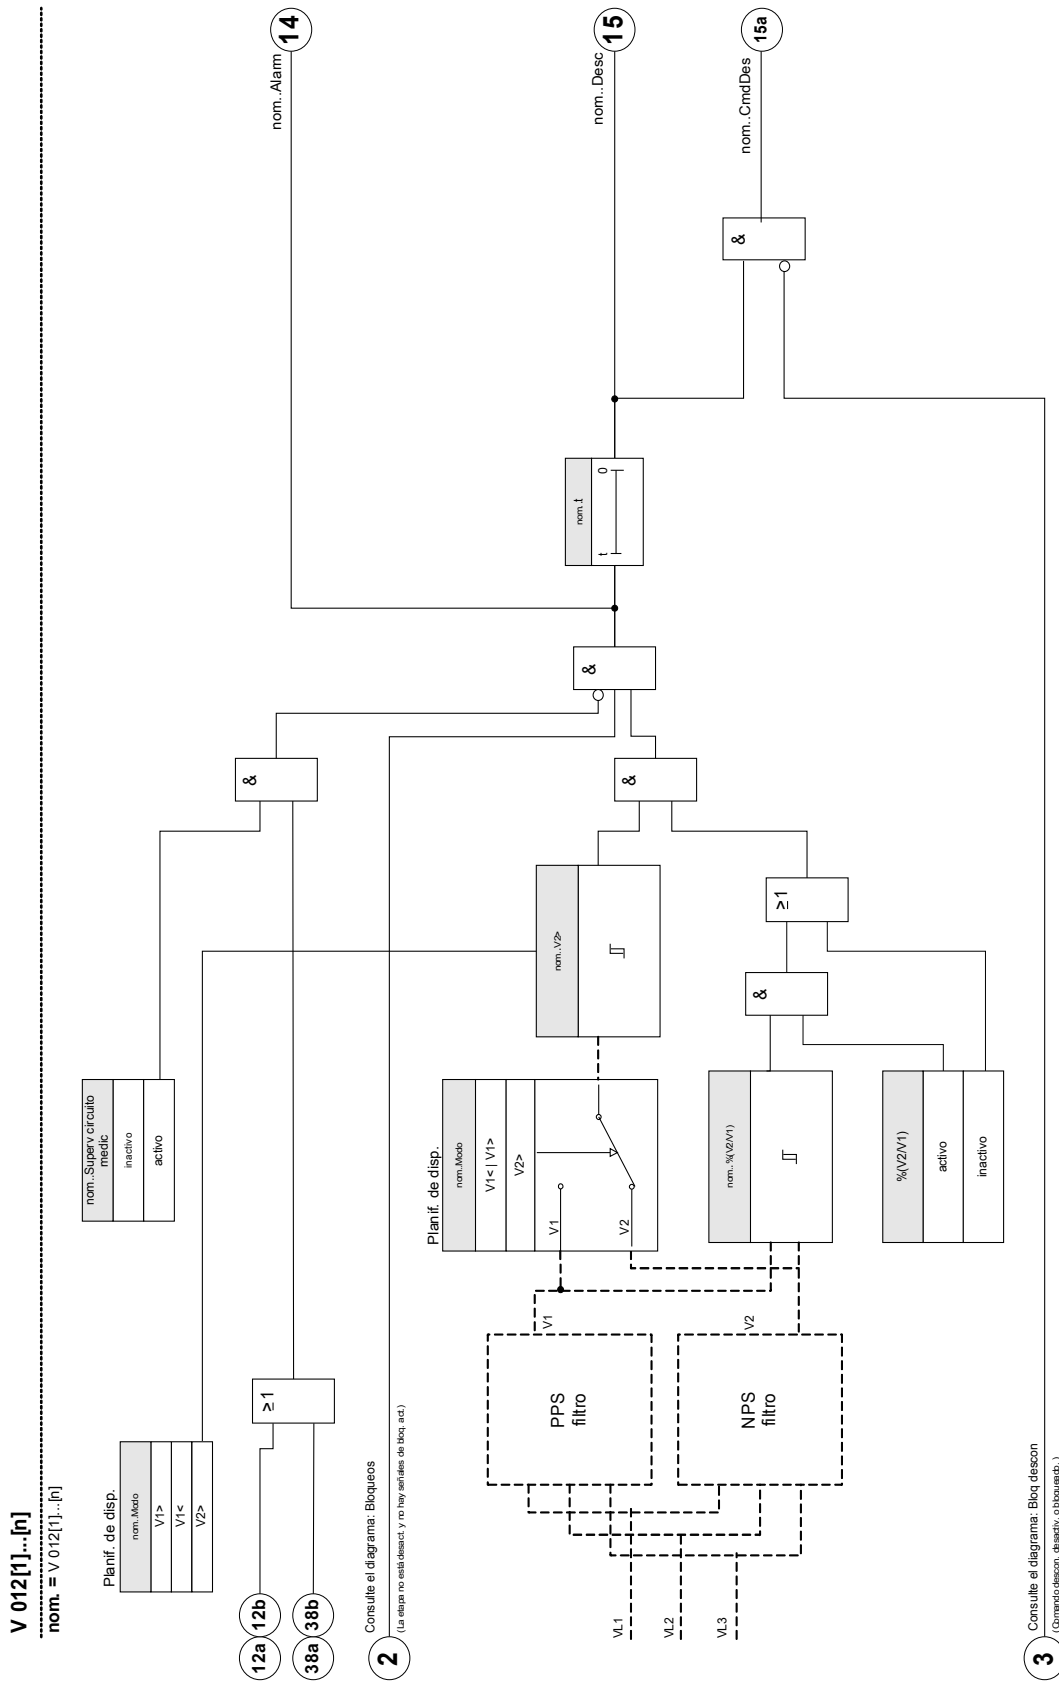 V 012[1]...[n]
nom. = V 012[1]...[n]
Planif. de disp.
nom..Modo
V1>
V1<
V2>
nom..Superv circuito
medic
inactivo
activo
12a
12b
38a
38b
≥1
&
nom..Alarm
14
2
Consulte el diagrama: Bloqueos
(La etapa no está desact. y no hay señales de bloq. act.)
Planif. de disp.
nom..Modo
V1< | V1>
V2>
V1
V2
nom..V2>
&
&
nom..t
t
0
nom..Desc
15
VL1
VL2
VL3
PPS
filtro
V1
NPS
filtro
V2
nom..%(V2/V1)
%(V2/V1)
activo
inactivo
&
≥1
&
nom..CmdDes
15a
3
Consulte el diagrama: Bloq descon
(Comando descon. desactiv. o bloqueado. )